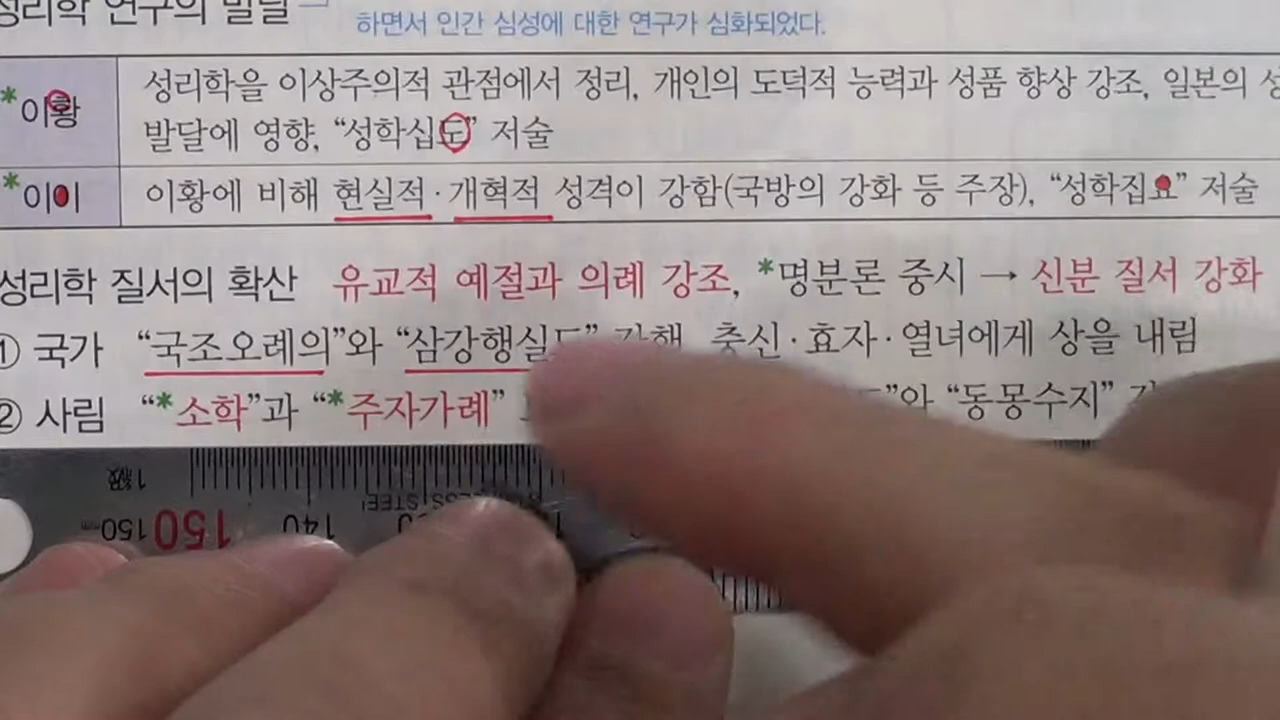 성리학 연구의 발달
하면서 인간 심성에 대한 연구가 심화되었다.
*이황
성리학을 이상주의적 관점에서 정리, 개인의 도덕적 능력과 성품 향상 강조, 일본의
발달에 영향, “성학십도” 저술
*이이
이황에 비해 현실적·개혁적 성격이 강함(국방의 강화 등 주장), “성학집요” 저술
성리학 질서의 확산 유교적 예절과 의례 강조, *명분론 중시 → 신분 질서 강화
① 국가 “국조오례의”와 “삼강행실도” 간행, 충신·효자·열녀에게 상을 내림
② 사림 “*소학”과 “*주자가례” ”와 “동몽수지”
1級
150mm 150 140